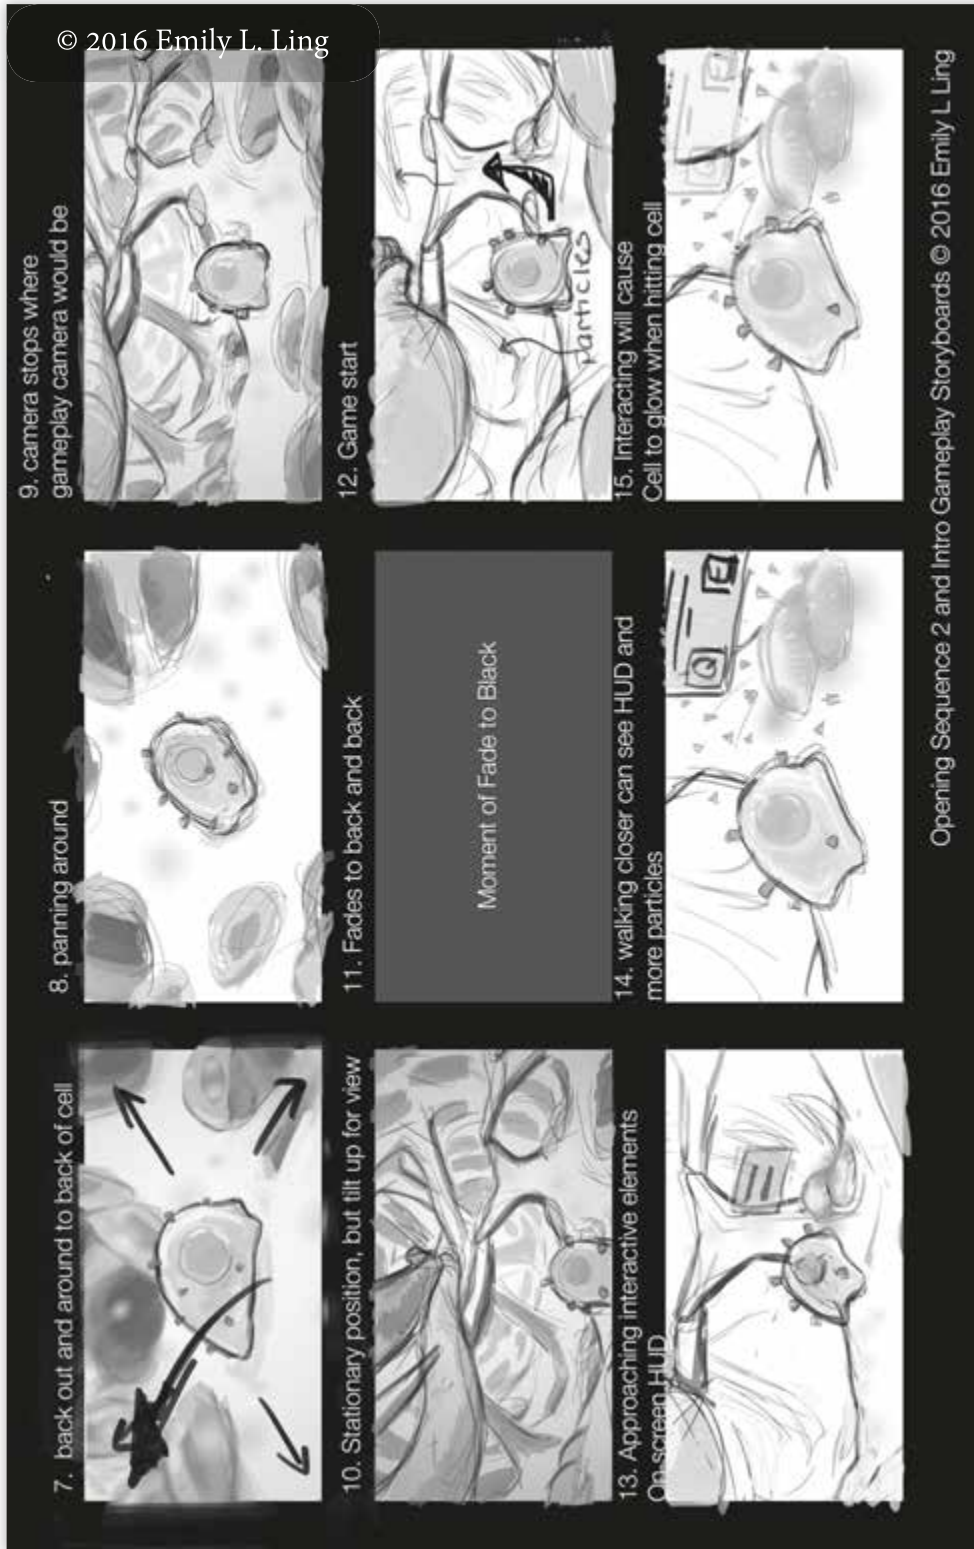 © 2016 Emily L. Ling
7. back out and around to back of cell
8. panning around
9. camera stops where
gameplay camera would be
10. Stationary position, but tilt up for view
11. Fades to back and back
Moment of Fade to Black
12. Game start
Particles
13. Approaching interactive elements
On-screen HUD
14. walking closer can see HUD and
more particles
Q
E
15. Interacting will cause
Cell to glow when hitting cell
Q
E
Opening Sequence 2 and Intro Gameplay Storyboards © 2016 Emily L Ling